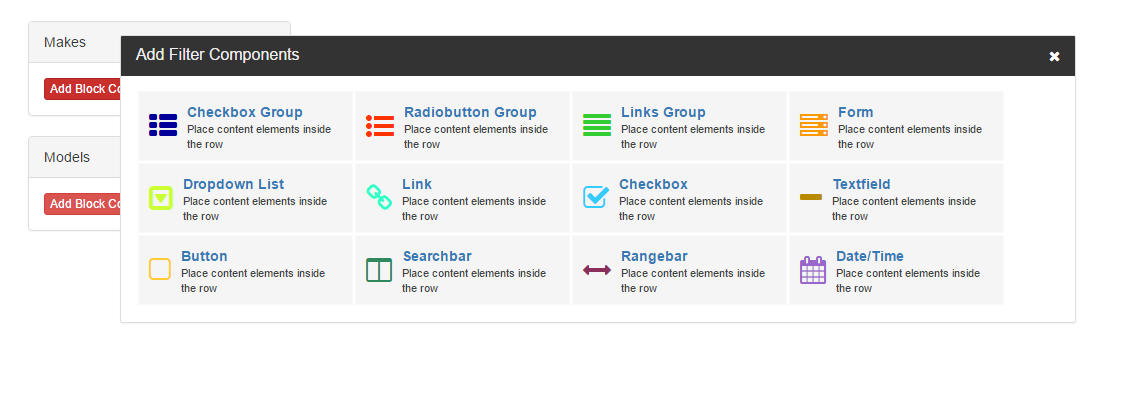 Makes
Add Block Co
Models
Add Block Co
Add Filter Components
Checkbox Group
Place content elements inside
the row
Radiobutton Group
Place content elements inside
the row
Links Group
Place content elements inside
the row
Form
Place content elements inside
the row
Dropdown List
Place content elements inside
the row
Link
Place content elements inside
the row
Checkbox
Place content elements inside
the row
Textfield
Place content elements inside
the row
Button
Place content elements inside
the row
Searchbar
Place content elements inside
the row
Rangebar
Place content elements inside
the row
Date/Time
Place content elements inside
the row